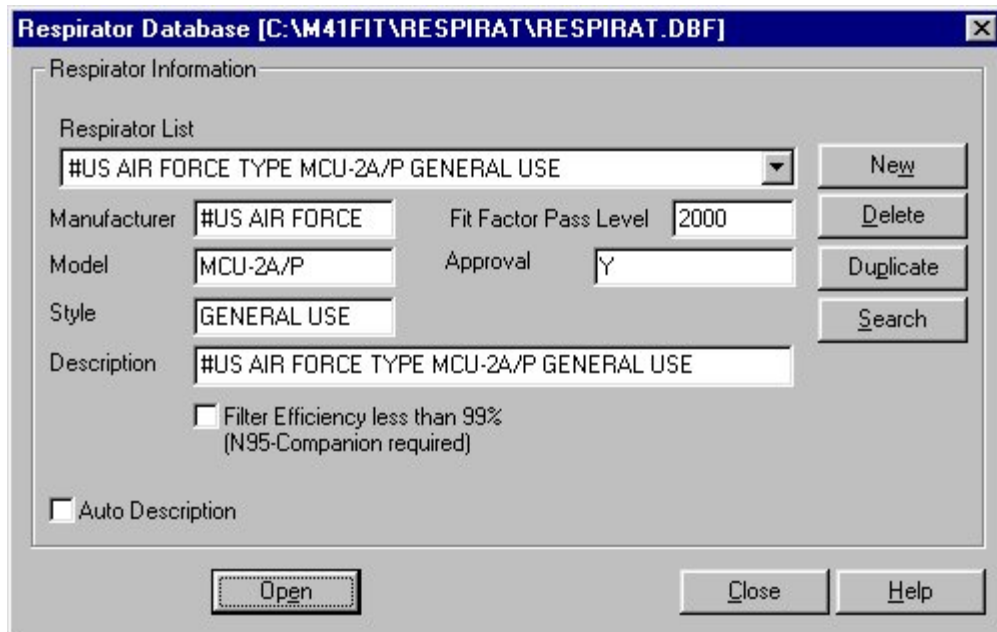 Respirator Database [C:\M41FIT\RESPIRAT\RESPIRAT.DBF]
Respirator Information
Respirator List
#US AIR FORCE TYPE MCU-2A/P GENERAL USE
New
Manufacturer #US AIR FORCE Fit Factor Pass Level 2000
Delete
Model MCU-2A/P Approval Y
Duplicate
Style GENERAL USE
Search
Description #US AIR FORCE TYPE MCU-2A/P GENERAL USE
Filter Efficiency less than 99%
(N95-Companion required)
Auto Description
Open Close Help